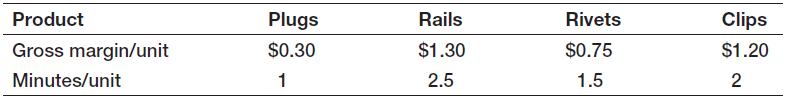 Product Plugs Rails Rivets Clips
Gross margin/unit $0.30 $1.30 $0.75 $1.20
Minutes/unit 1 2.5 1.5 2